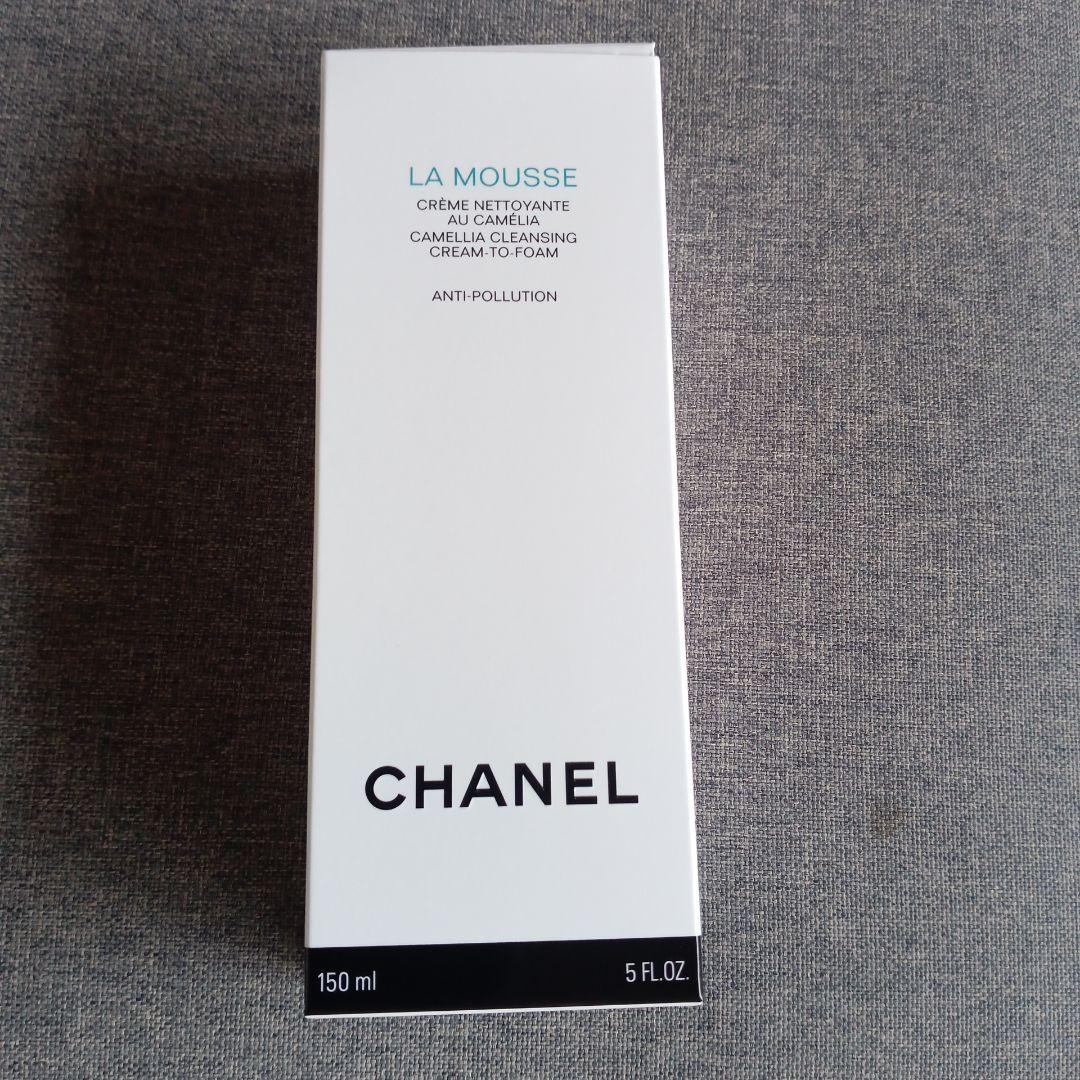 LA MOUSSE
CRÈME NETTOYANTE
AU CAMÉLIA
CAMELLIA CLEANSING
CREAM-TO-FOAM
ANTI-POLLUTION
CHANEL
150 ml 5 FL.OZ.